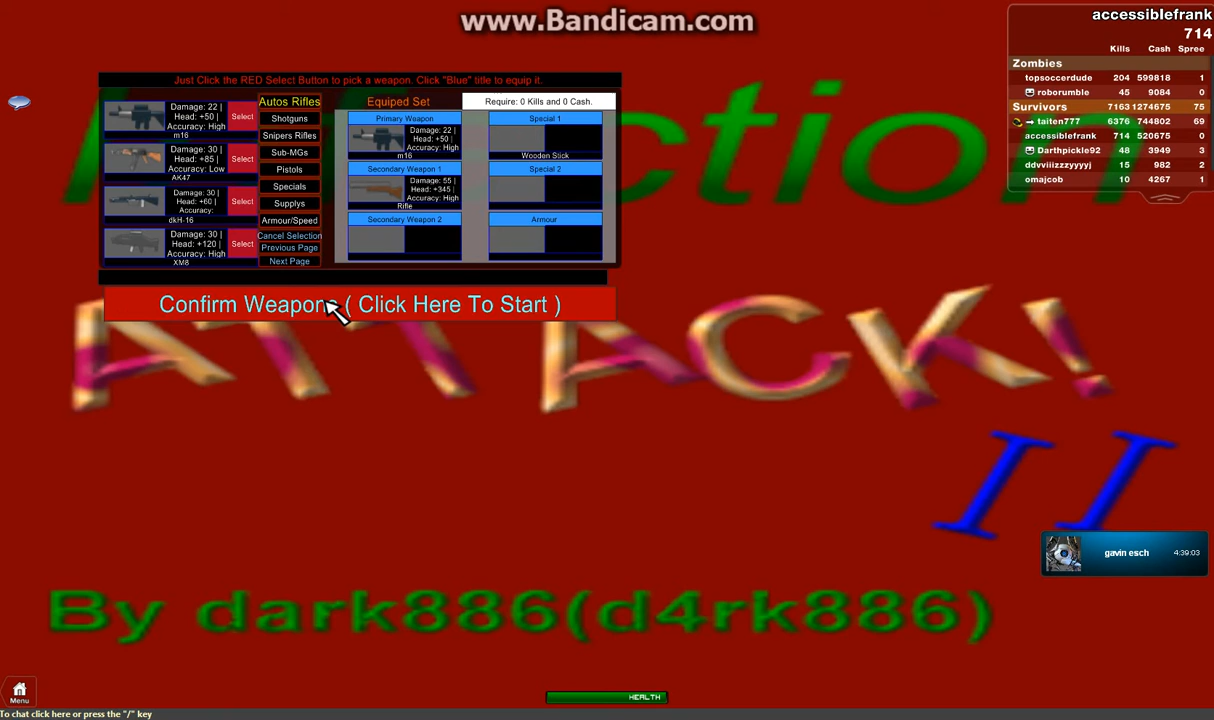 www.Bandicam.com
accessiblefrank
714
Kills Cash Spree
Zombies
topsoccerdude 204 599818 1
roborumble 45 9084 0
Survivors 7163 1274675 75
taiten777 6376 744802 69
accessiblefrank 714 520675 0
Darthpickle92 48 3949 3
ddvviiizzzyyyyj 15 982 2
omajcob 10 4267 1
Just Click the RED Select Button to pick a weapon. Click "Blue" title to equip it.
Damage: 22 |
Head: +50 |
Accuracy: High
m16
Select
Damage: 30 |
Head: +85 |
Accuracy: Low
AK47
Select
Damage: 30 |
Head: +60 |
Accuracy:
dkH-16
Select
Damage: 30 |
Head: +120 |
Accuracy: High
XM8
Select
Autos Rifles
Shotguns
Snipers Rifles
Sub-MGs
Pistols
Specials
Supplys
Armour/Speed
Cancel Selection
Previous Page
Next Page
Equiped Set
Require: 0 Kills and 0 Cash.
Primary Weapon
Damage: 22 |
Head: +50 |
Accuracy: High
m16
Secondary Weapon 1
Damage: 55 |
Head: +345 |
Accuracy: High
Rifle
Secondary Weapon 2
Special 1
Wooden Stick
Special 2
Armour
Confirm Weapons ( Click Here To Start )
ATTACK!
II
gavin esch 4:39:03
By dark886(d4rk886)
Menu
HEALTH
To chat click here or press the "/" key